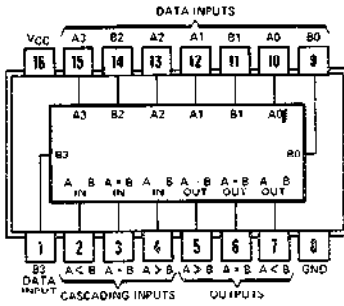 DATA INPUTS
VCC A3 B2 A2 A1 B1 A0 B0
16 15 14 13 12 11 10 9
A3 B2 A2 A1 B1 A0
B3 B0
A B A = B A B A B A = B A B
IN IN IN OUT OUT OUT
1 2 3 4 5 6 7 8
B3 A<B A=B A>B A>B A=B A<B GND
DATA INPUT CASCADING INPUTS OUTPUTS